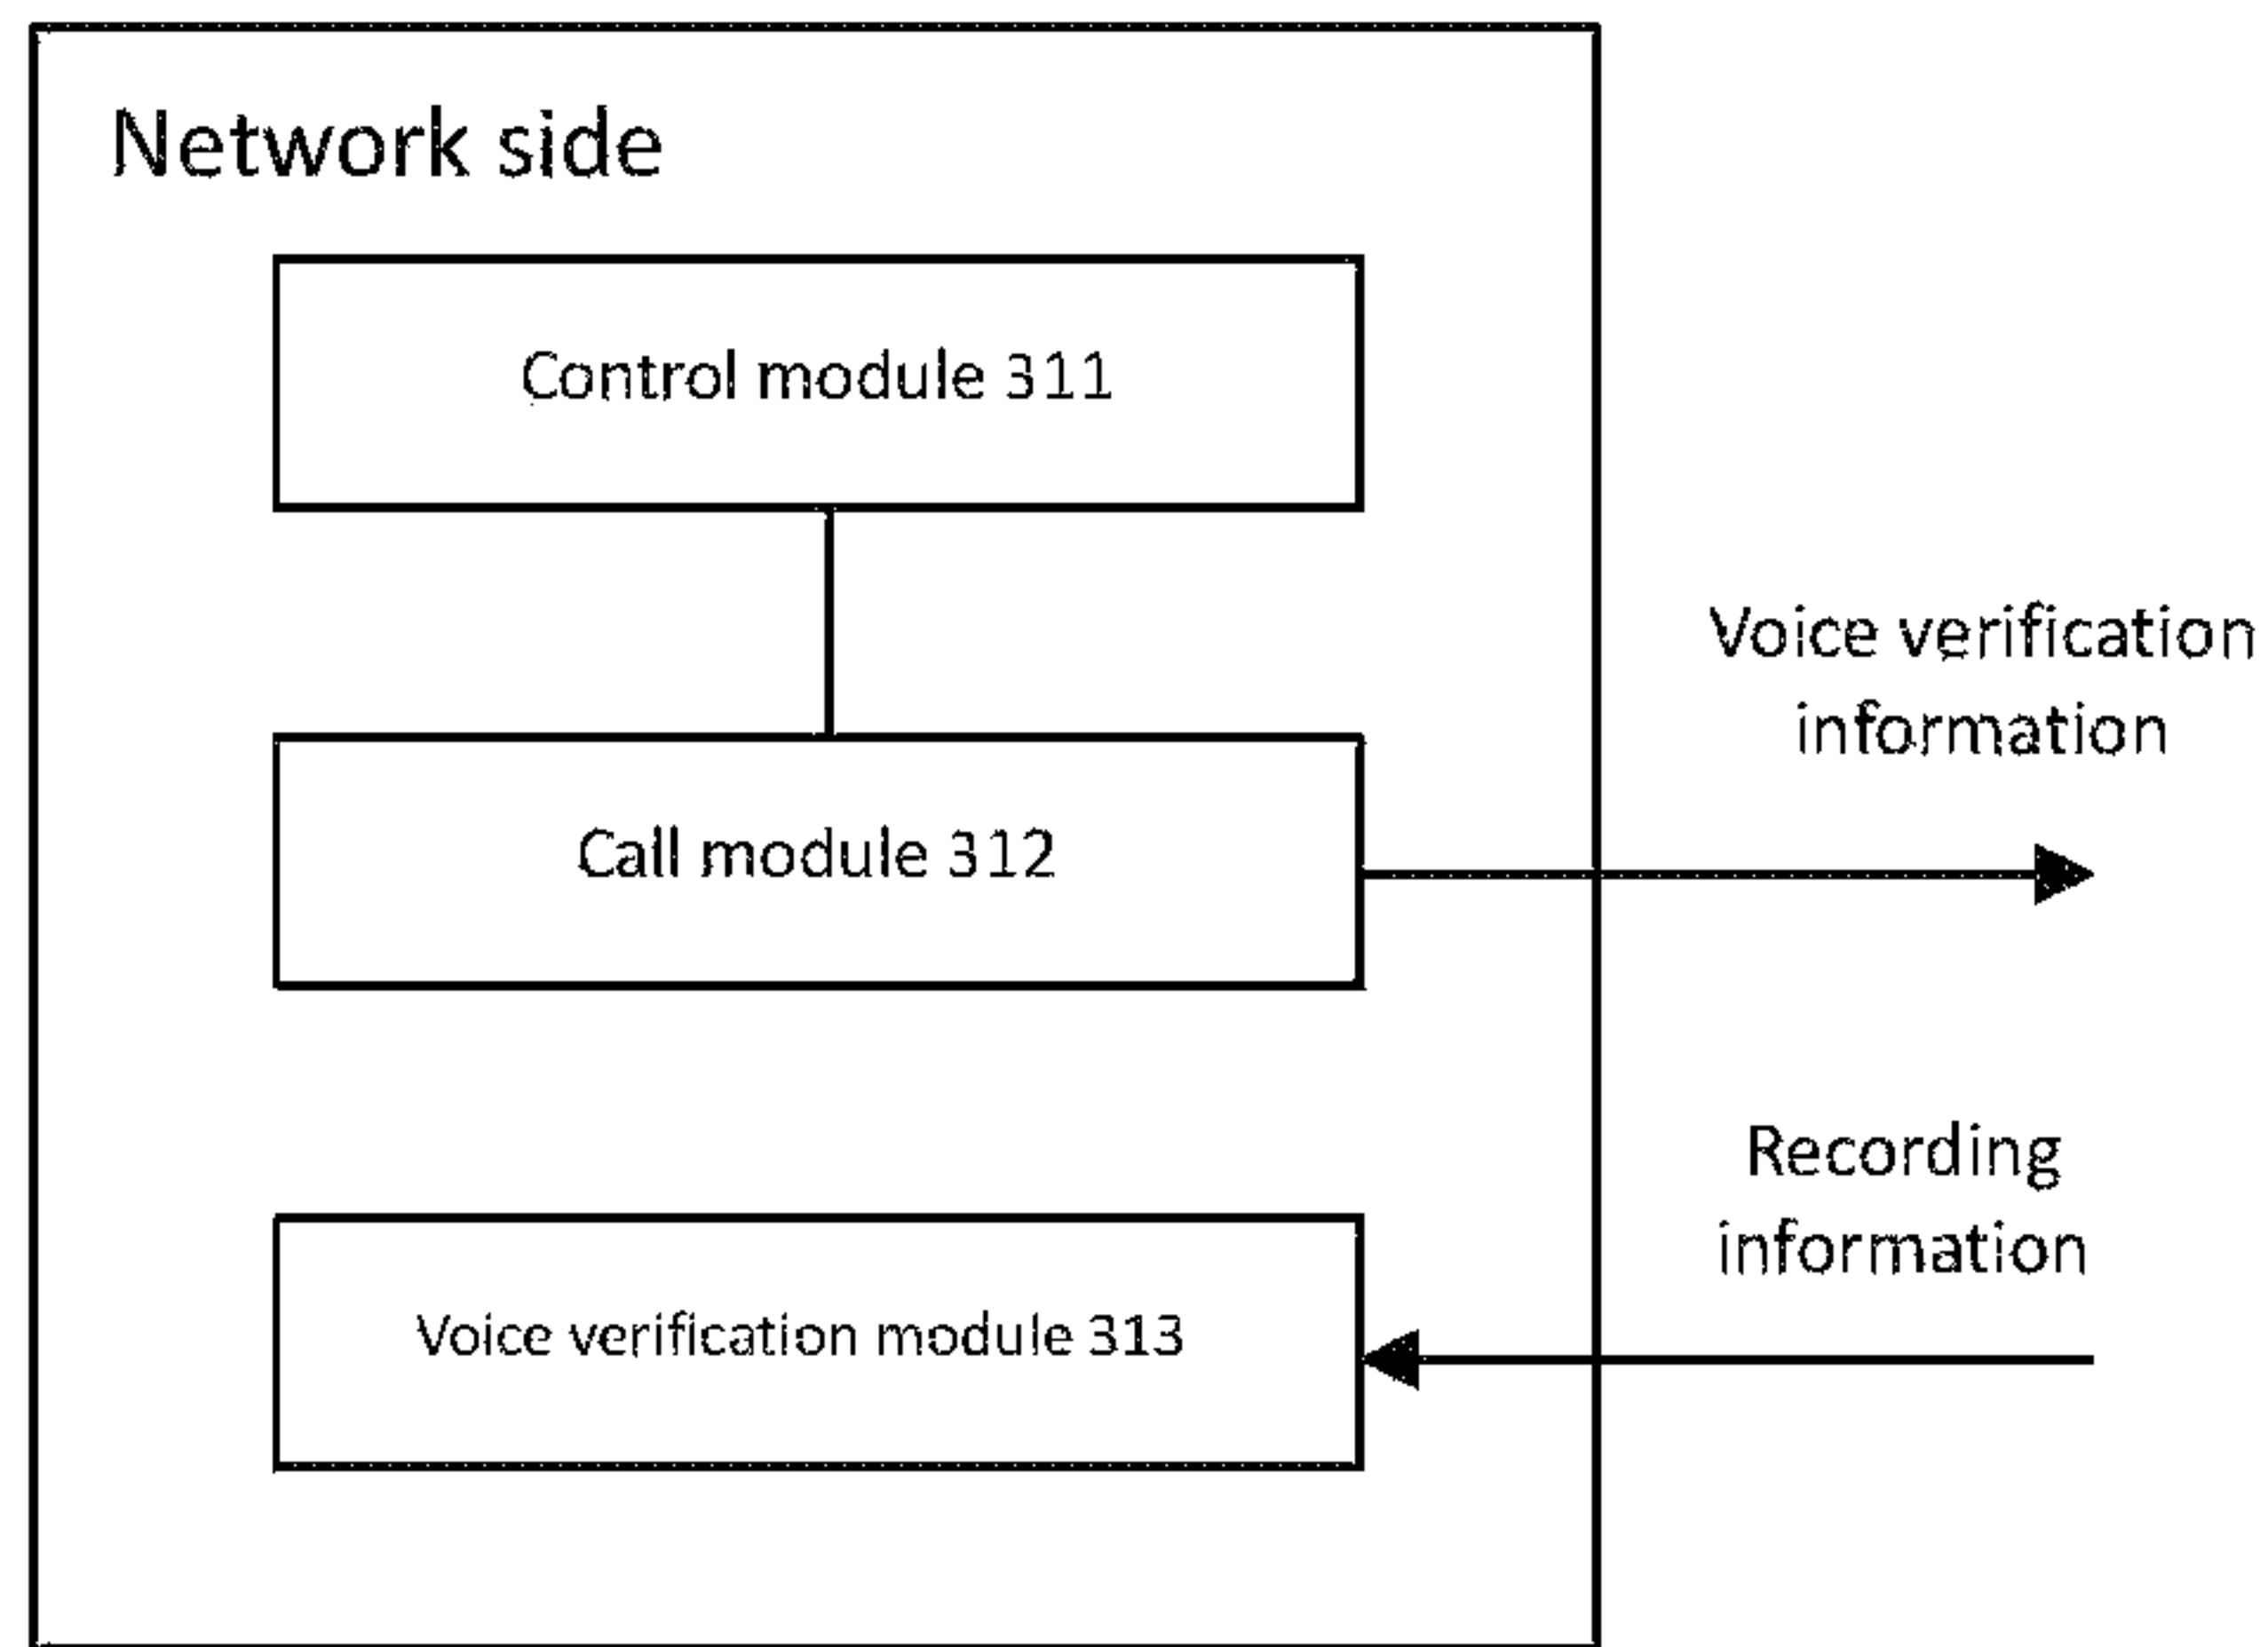 Network side
Control module 311
Voice verification
information
Call module 312
Recording
information
Voice verification module 313